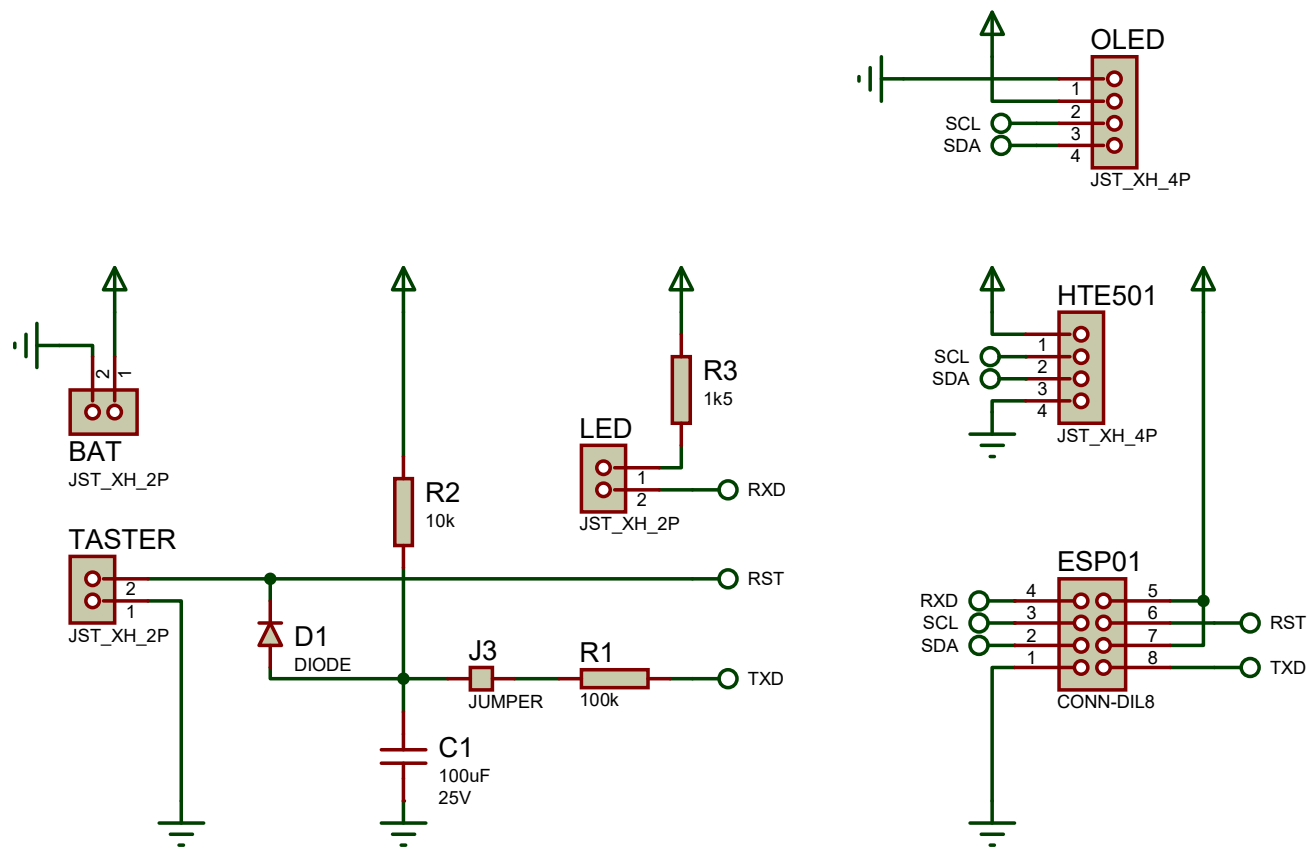 OLED
1
2
SCL
3
SDA
4
JST_XH_4P
HTE501
1
SCL
2
SDA
3
4
JST_XH_4P
2
1
BAT
JST_XH_2P
R3
1k5
LED
1
2
RXD
JST_XH_2P
R2
10k
TASTER
2
1
JST_XH_2P
RST
D1
DIODE
J3
JUMPER
R1
100k
TXD
C1
100uF
25V
ESP01
RXD
4
5
SCL
3
6
RST
SDA
2
7
1
8
TXD
CONN-DIL8